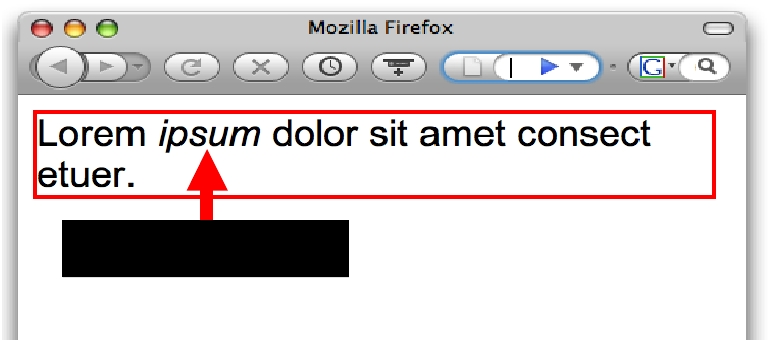 Mozilla Firefox
G
Lorem ipsum dolor sit amet consect
etuer.